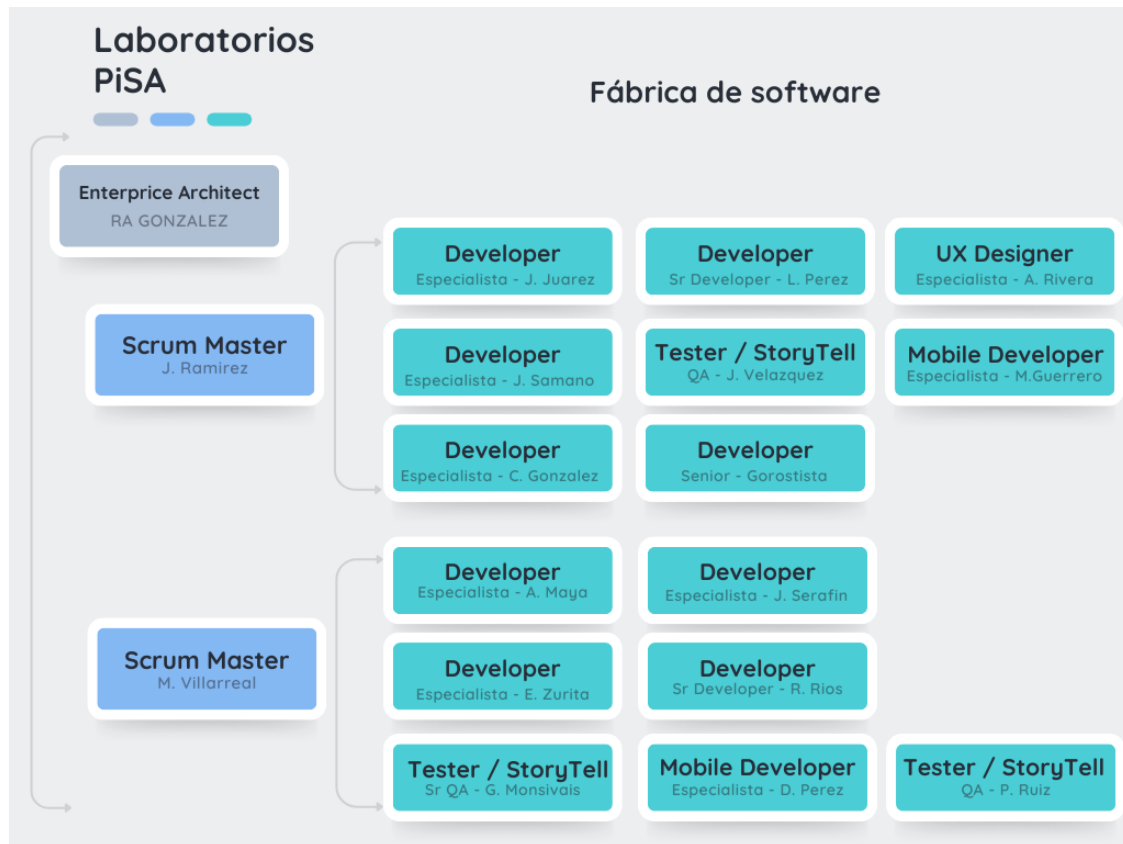 Laboratorios
PiSA
Fábrica de software
Enterprice Architect
RA GONZALEZ
Scrum Master
J. Ramirez
Developer
Especialista - J. Juarez
Developer
Sr Developer - L. Perez
UX Designer
Especialista - A. Rivera
Developer
Especialista - J. Samano
Tester / StoryTell
QA - J. Velazquez
Mobile Developer
Especialista - M.Guerrero
Developer
Especialista - C. Gonzalez
Developer
Senior - Gorostista
Scrum Master
M. Villarreal
Developer
Especialista - A. Maya
Developer
Especialista - J. Serafin
Developer
Especialista - E. Zurita
Developer
Sr Developer - R. Rios
Tester / StoryTell
Sr QA - G. Monsivais
Mobile Developer
Especialista - D. Perez
Tester / StoryTell
QA - P. Ruiz